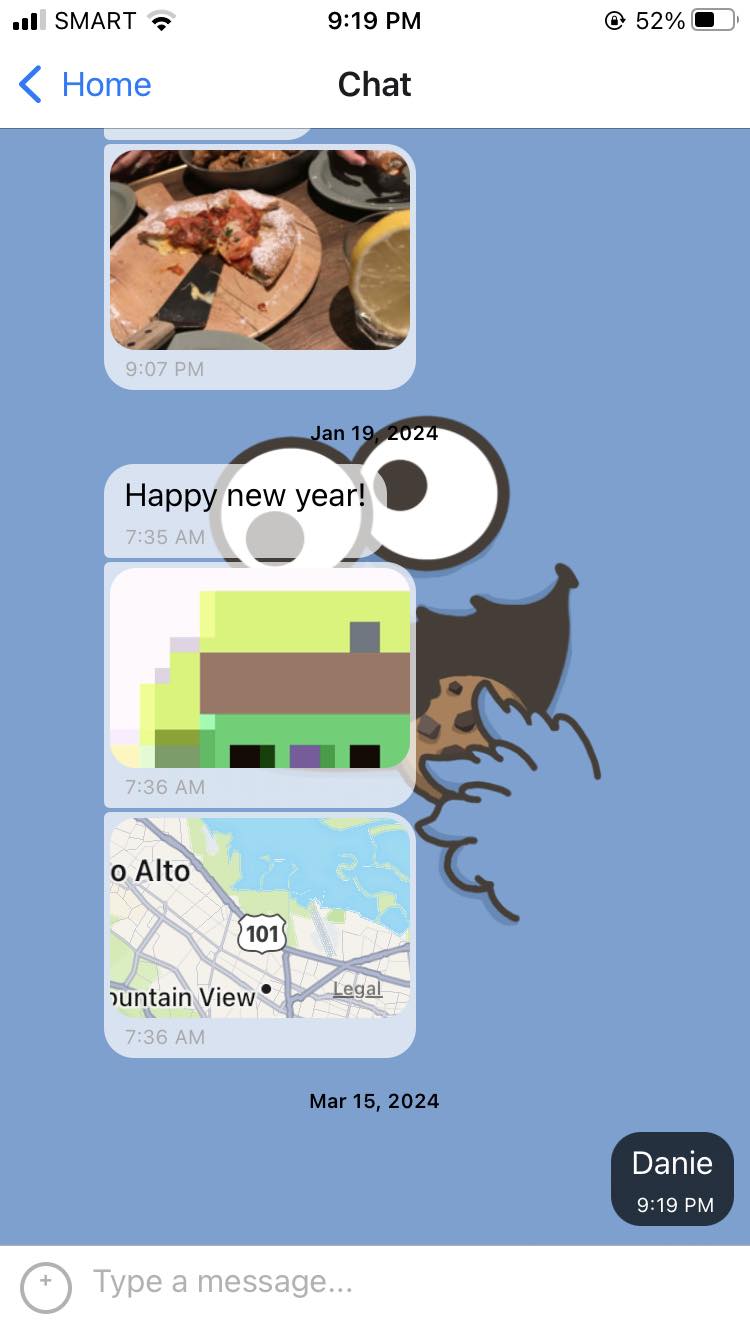 SMART 9:19 PM 52%
Home Chat
9:07 PM
Jan 19, 2024
Happy new year!
7:35 AM
7:36 AM
o Alto
101
ountain View
Legal
7:36 AM
Mar 15, 2024
Danie
9:19 PM
Type a message...